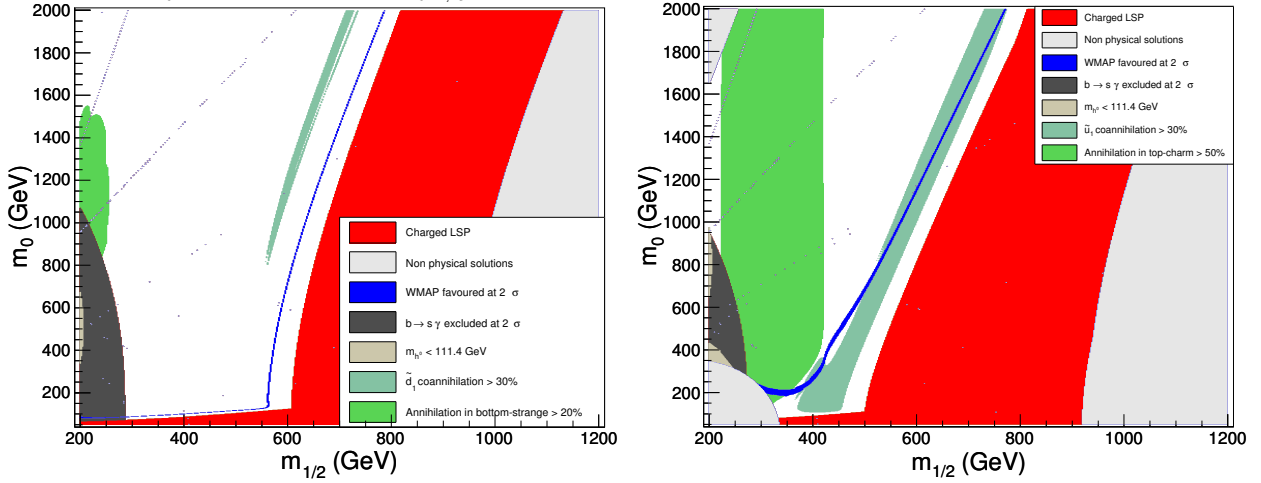 2000
1800
1600
1400
1200
1000
800
600
400
200
m0 (GeV)
200 400 600 800 1000 1200
m1/2 (GeV)
Charged LSP
Non physical solutions
WMAP favoured at 2 σ
b → s γ excluded at 2 σ
mh⁰ < 111.4 GeV
d̃1 coannihilation > 30%
Annihilation in bottom-strange > 20%
2000
1800
1600
1400
1200
1000
800
600
400
200
m0 (GeV)
200 400 600 800 1000 1200
m1/2 (GeV)
Charged LSP
Non physical solutions
WMAP favoured at 2 σ
b → s γ excluded at 2 σ
mh⁰ < 111.4 GeV
ũ1 coannihilation > 30%
Annihilation in top-charm > 50%